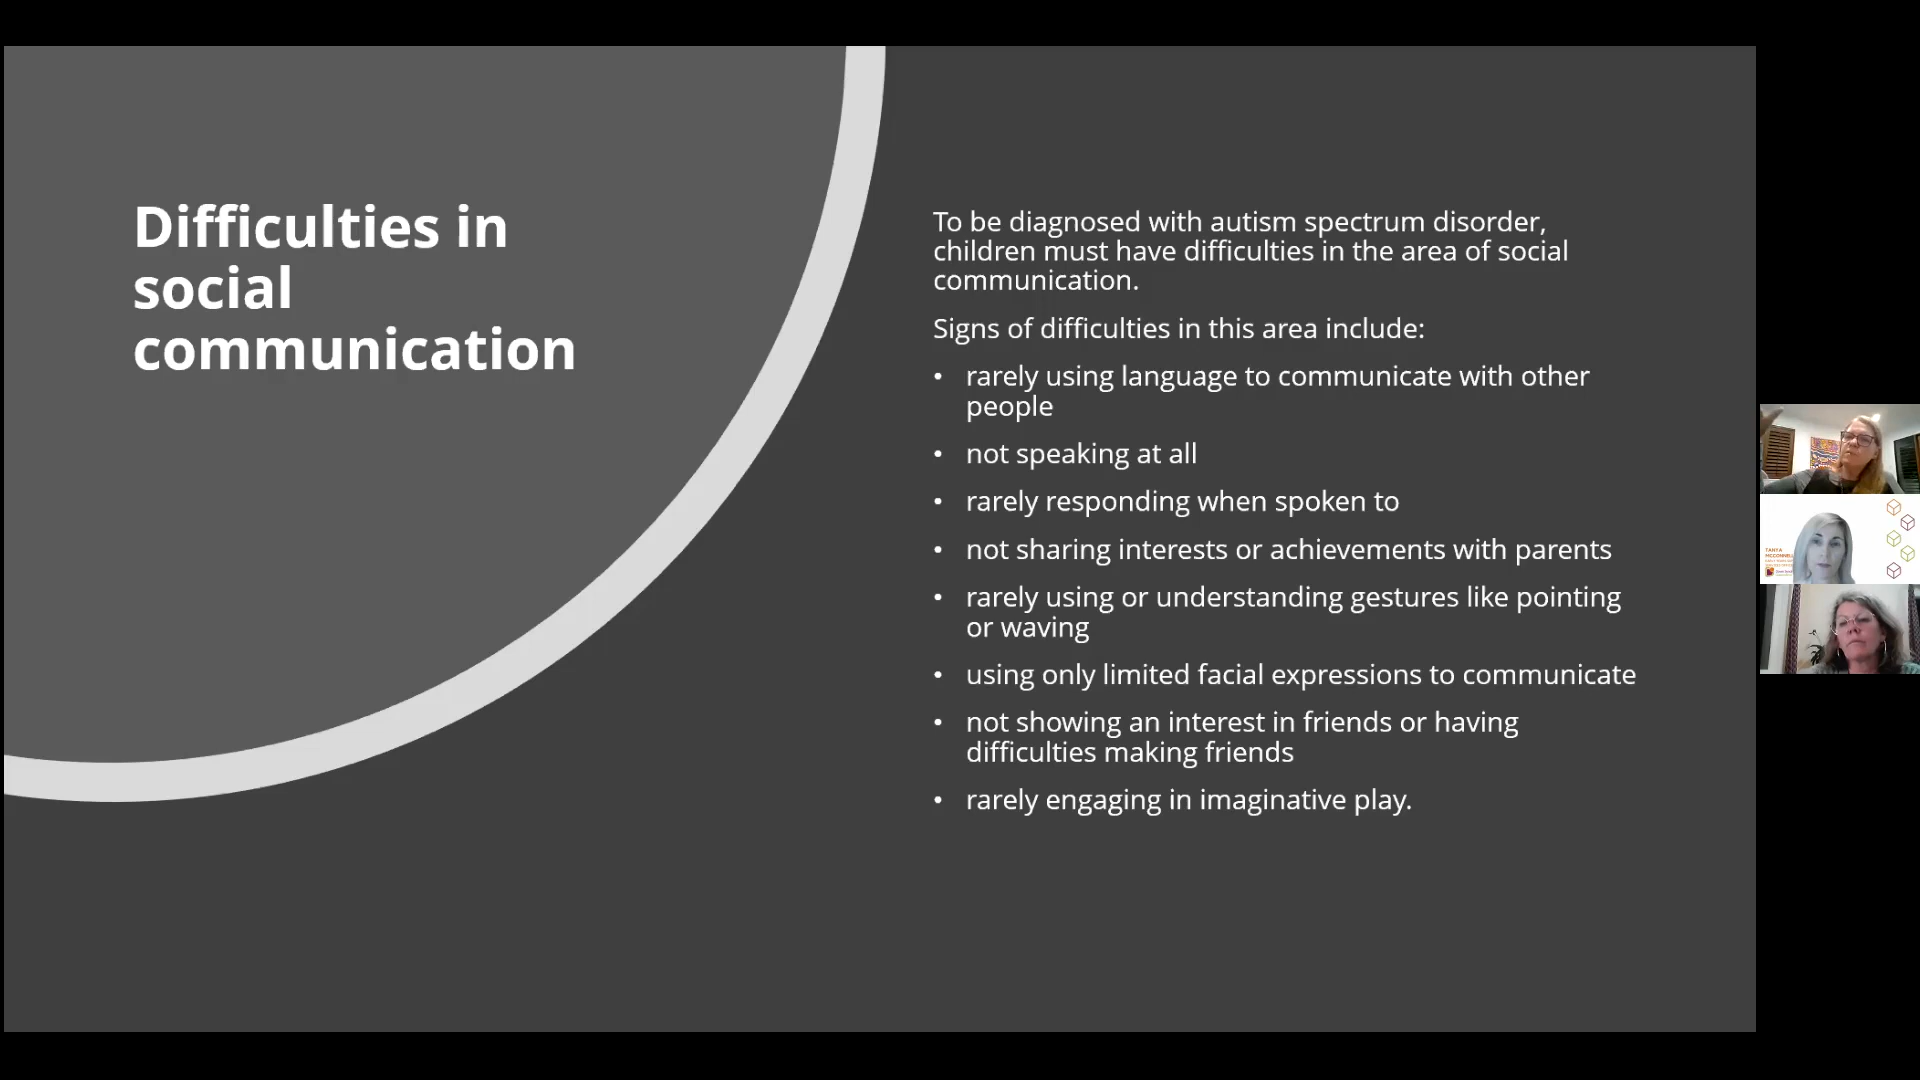 Difficulties in
social
communication
To be diagnosed with autism spectrum disorder,
children must have difficulties in the area of social
communication.
Signs of difficulties in this area include:
• rarely using language to communicate with other
people
• not speaking at all
• rarely responding when spoken to
• not sharing interests or achievements with parents
• rarely using or understanding gestures like pointing
or waving
• using only limited facial expressions to communicate
• not showing an interest in friends or having
difficulties making friends
• rarely engaging in imaginative play.
TANYA
MCCONNELL